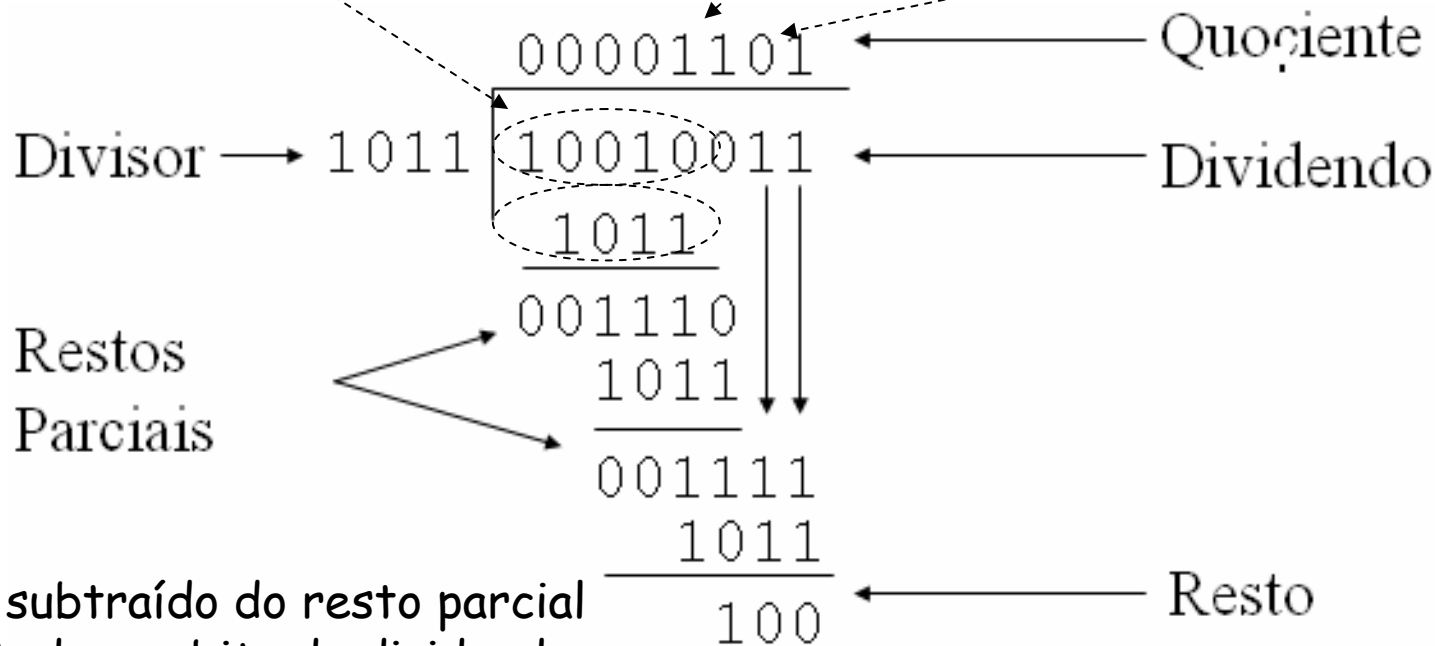 00001101 Quociente
Divisor 1011 10010011 Dividendo
1011
001110
Restos
1011
Parciais
001111
1011
subtraído do resto parcial
Resto
100